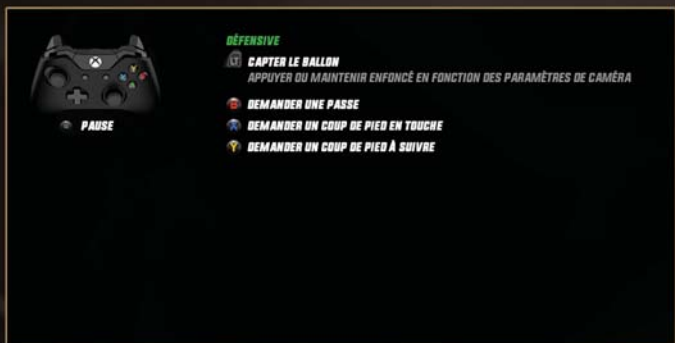 DÉFENSIVE
LT CAPTER LE BALLON
APPUYER OU MAINTENIR ENFONCÉ EN FONCTION DES PARAMÈTRES DE CAMÉRA
B DEMANDER UNE PASSE
X DEMANDER UN COUP DE PIED EN TOUCHE
Y DEMANDER UN COUP DE PIED À SUIVRE
PAUSE